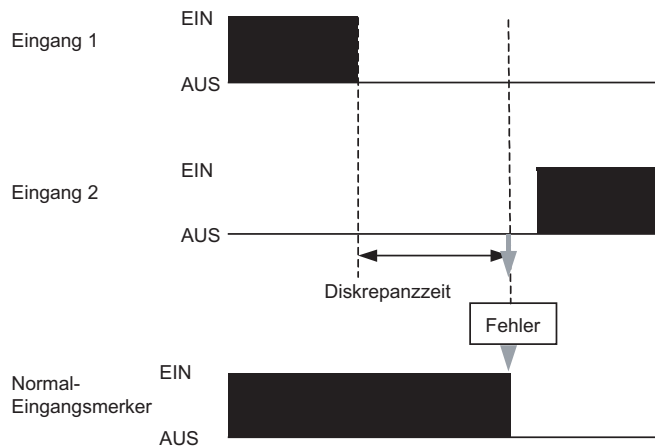 EIN
Eingang 1
AUS
EIN
Eingang 2
AUS
Diskrepanzzeit
Fehler
EIN
Normal-
Eingangsmerker
AUS